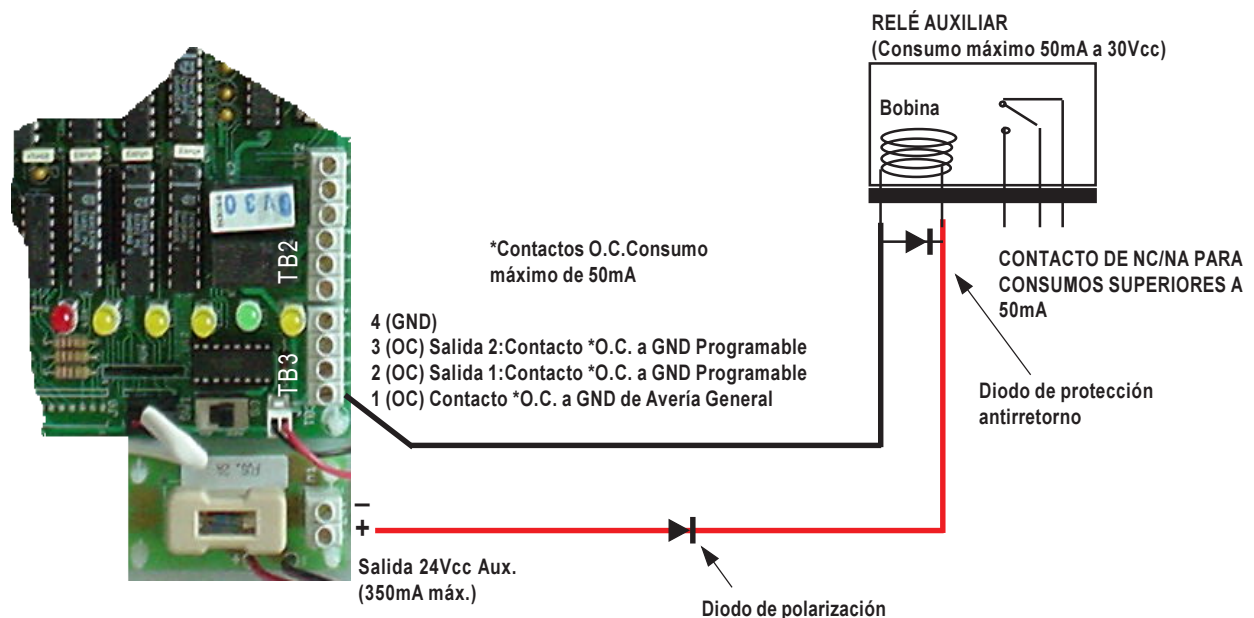 RELÉ AUXILIAR
(Consumo máximo 50mA a 30Vcc)
Bobina
*Contactos O.C.Consumo
máximo de 50mA
CONTACTO DE NC/NA PARA
CONSUMOS SUPERIORES A
50mA
TB2
TB3
4 (GND)
3 (OC) Salida 2:Contacto *O.C. a GND Programable
2 (OC) Salida 1:Contacto *O.C. a GND Programable
1 (OC) Contacto *O.C. a GND de Avería General
Diodo de protección
antirretorno
FUS. 2A
–
+
Salida 24Vcc Aux.
(350mA máx.)
Diodo de polarización